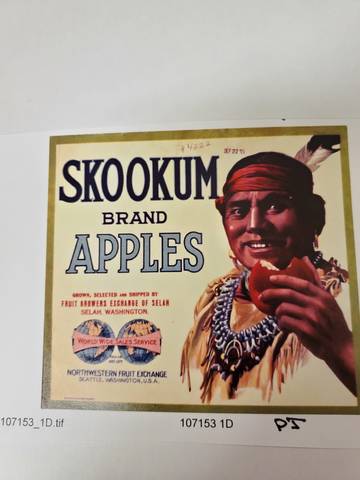 SKOOKUM
BRAND
APPLES
GROWN, SELECTED AND SHIPPED BY
FRUIT GROWERS EXCHANGE OF SELAH
SELAH, WASHINGTON.
WORLD WIDE SALES SERVICE
NORTHWESTERN FRUIT EXCHANGE
SEATTLE, WASHINGTON, U.S.A.
107153_1D.tif
107153 1D